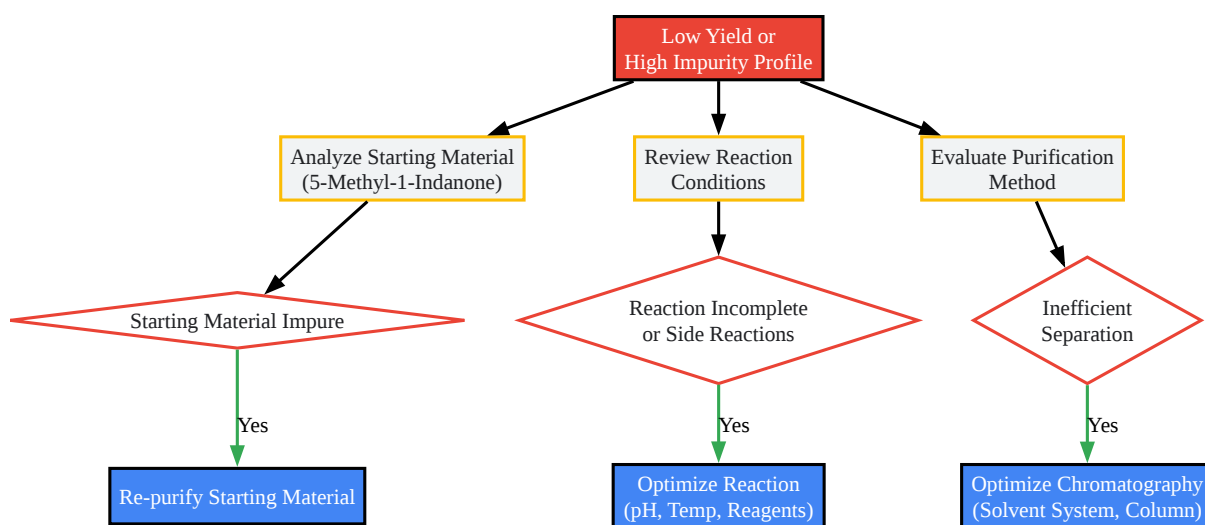 Low Yield or
High Impurity Profile
Analyze Starting Material
(5-Methyl-1-Indanone)
Review Reaction
Conditions
Evaluate Purification
Method
Starting Material Impure
Reaction Incomplete
or Side Reactions
Inefficient
Separation
Yes
Yes
Yes
Re-purify Starting Material
Optimize Reaction
(pH, Temp, Reagents)
Optimize Chromatography
(Solvent System, Column)